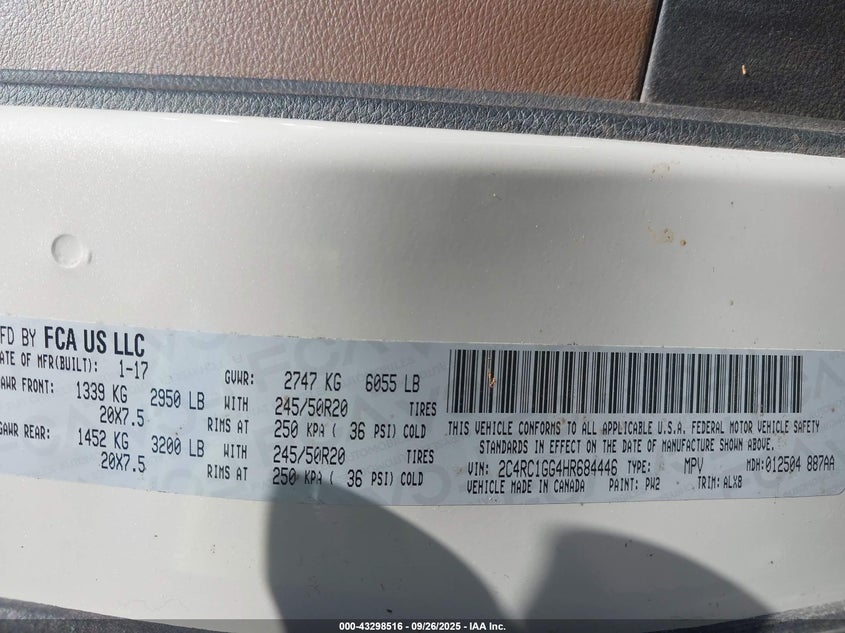 FD BY FCA US LLC
ATE OF MFR(BUILT): 1-17
GVWR: 2747 KG 6055 LB
AWR FRONT: 1339 KG 2950 LB WITH 245/50R20 TIRES
20X7.5 RIMS AT 250 KPA ( 36 PSI) COLD
GAWR REAR: 1452 KG 3200 LB WITH 245/50R20 TIRES
20X7.5 RIMS AT 250 KPA ( 36 PSI) COLD
THIS VEHICLE CONFORMS TO ALL APPLICABLE U.S.A. FEDERAL MOTOR VEHICLE SAFETY
STANDARDS IN EFFECT ON THE DATE OF MANUFACTURE SHOWN ABOVE.
VIN: 2C4RC1GG4HR684446 TYPE: MPV MDH:012504 887AA
VEHICLE MADE IN CANADA PAINT: PW2 TRIM: ALX8
000-43298516 - 09/26/2025 - IAA Inc.